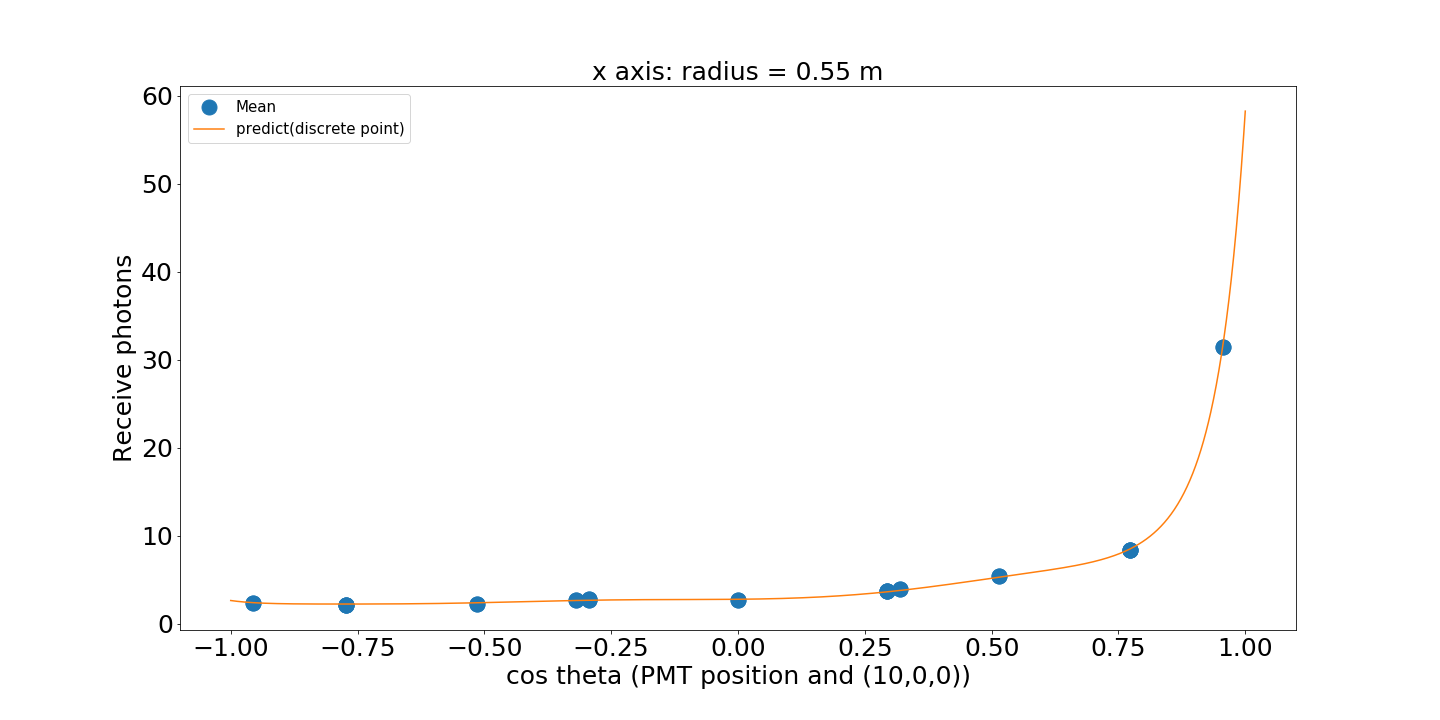 x axis: radius = 0.55 m
Mean
predict(discrete point)
60
50
40
30
20
10
0
Receive photons
−1.00 −0.75 −0.50 −0.25 0.00 0.25 0.50 0.75 1.00
cos theta (PMT position and (10,0,0))